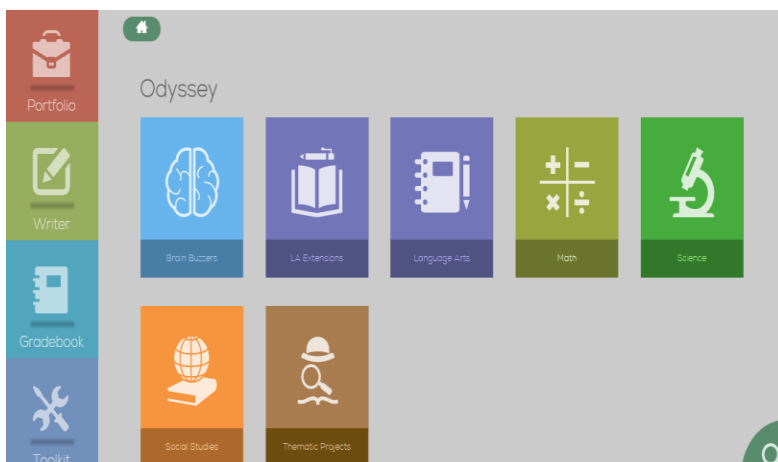 Portfolio
Writer
Gradebook
Toolkit
Odyssey
Brain Buzzers
LA Extensions
Language Arts
Math
Science
Social Studies
Thematic Projects